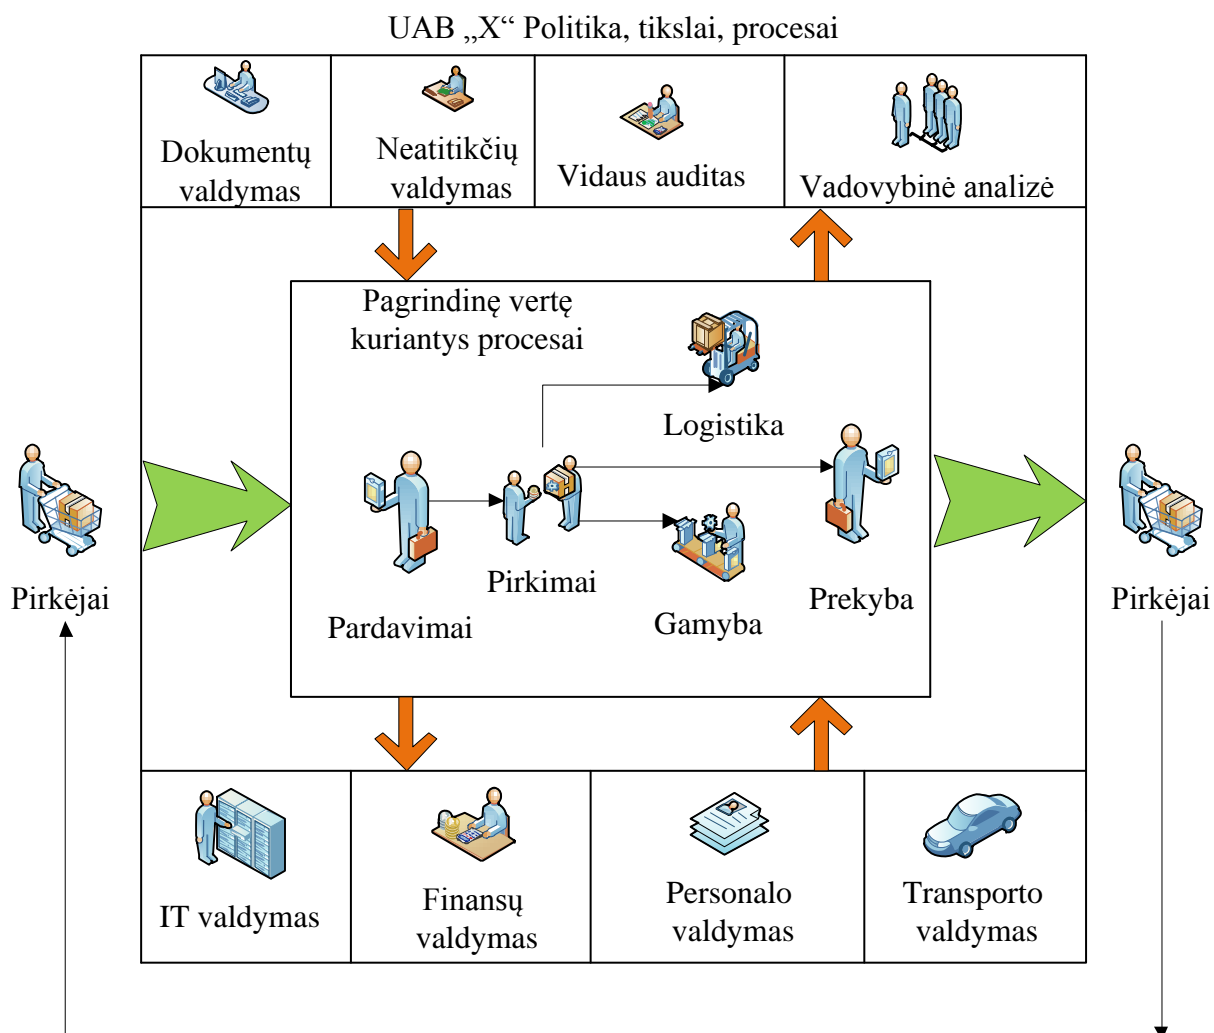 UAB „X“ Politika, tikslai, procesai
Dokumentų
valdymas
Neatitikčių
valdymas
Vidaus auditas
Vadovybinė analizė
Pagrindinę vertę
kuriantys procesai
Logistika
Pirkėjai
Pardavimai
Pirkimai
Gamyba
Prekyba
Pirkėjai
IT valdymas
Finansų
valdymas
Personalo
valdymas
Transporto
valdymas